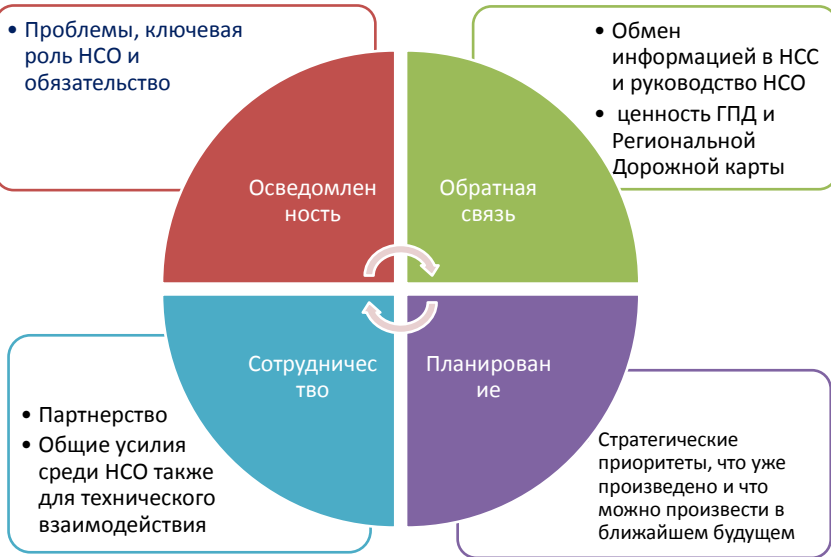 • Проблемы, ключевая
роль НСО и
обязательство
• Обмен
информацией в НСС
и руководство НСО
• ценность ГПД и
Региональной
Дорожной карты
Осведомлен
ность
Обратная
связь
Сотрудничес
тво
Планирован
ие
• Партнерство
• Общие усилия
среди НСО также
для технического
взаимодействия
Стратегические
приоритеты, что уже
произведено и что
можно произвести в
ближайшем будущем